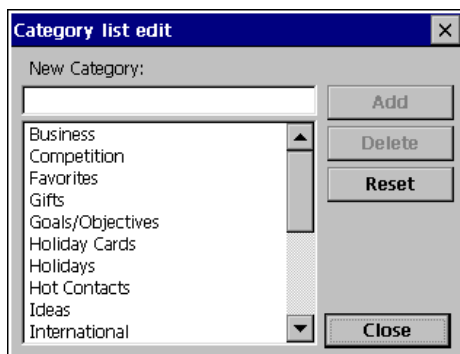 Category list edit
New Category:
Add
Business
Delete
Competition
Favorites
Reset
Gifts
Goals/Objectives
Holiday Cards
Holidays
Hot Contacts
Ideas
International
Close